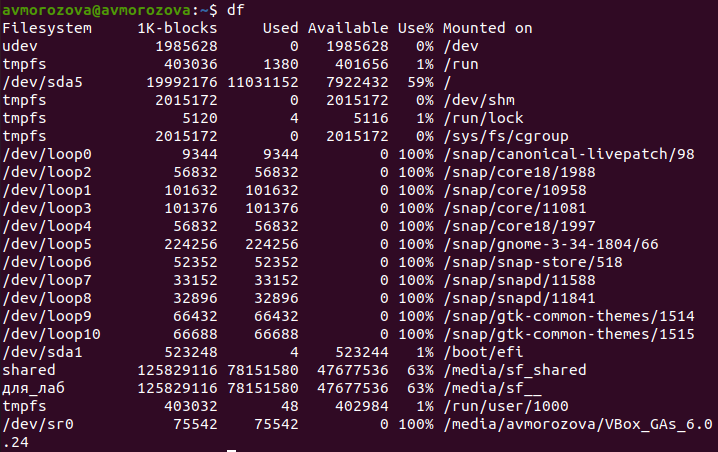 avmorozova@avmorozova:~$ df
Filesystem     1K-blocks     Used Available Use% Mounted on
udev             1985628        0   1985628   0% /dev
tmpfs             403036     1380    401656   1% /run
/dev/sda5       19992176 11031152   7922432  59% /
tmpfs            2015172        0   2015172   0% /dev/shm
tmpfs               5120        4      5116   1% /run/lock
tmpfs            2015172        0   2015172   0% /sys/fs/cgroup
/dev/loop0          9344     9344         0 100% /snap/canonical-livepatch/98
/dev/loop2         56832    56832         0 100% /snap/core18/1988
/dev/loop1        101632   101632         0 100% /snap/core/10958
/dev/loop3        101376   101376         0 100% /snap/core/11081
/dev/loop4         56832    56832         0 100% /snap/core18/1997
/dev/loop5        224256   224256         0 100% /snap/gnome-3-34-1804/66
/dev/loop6         52352    52352         0 100% /snap/snap-store/518
/dev/loop7         33152    33152         0 100% /snap/snapd/11588
/dev/loop8         32896    32896         0 100% /snap/snapd/11841
/dev/loop9         66432    66432         0 100% /snap/gtk-common-themes/1514
/dev/loop10        66688    66688         0 100% /snap/gtk-common-themes/1515
/dev/sda1         523248        4    523244   1% /boot/efi
shared         125829116 78151580  47677536  63% /media/sf_shared
для_лаб        125829116 78151580  47677536  63% /media/sf__
tmpfs             403032       48    402984   1% /run/user/1000
/dev/sr0           75542    75542         0 100% /media/avmorozova/VBox_GAs_6.0
.24